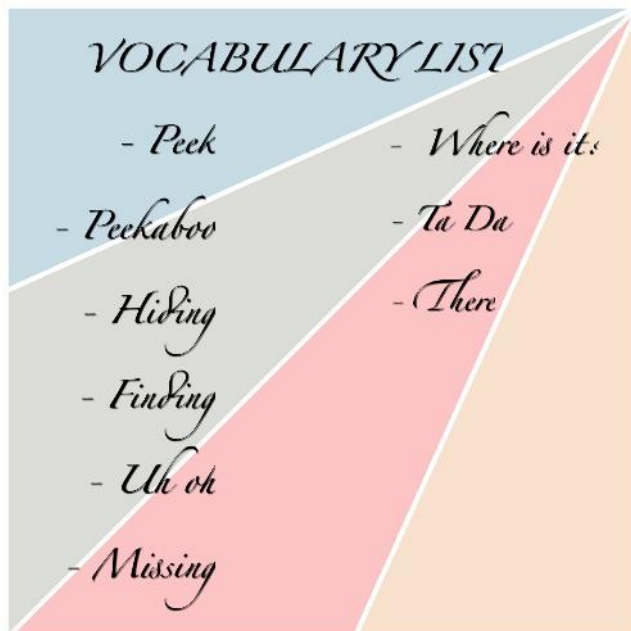 VOCABULARY LIST
- Peek
- Peekaboo
- Hiding
- Finding
- Uh oh
- Missing
- Where is it?
- Ta Da
- There